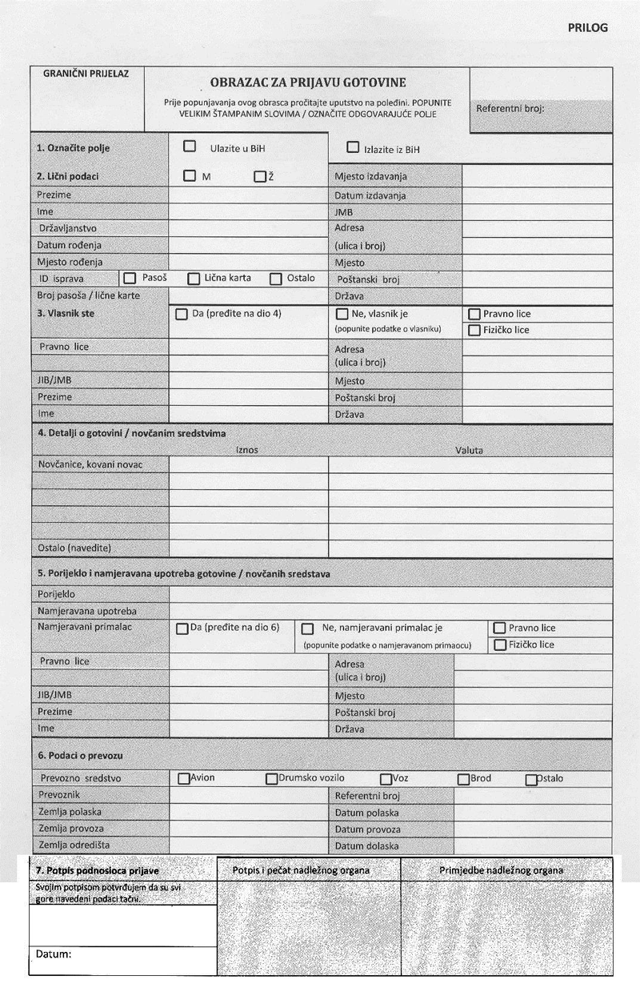 PRILOG
GRANIČNI PRIJELAZ
OBRAZAC ZA PRIJAVU GOTOVINE
Prije popunjavanja ovog obrasca pročitajte uputstvo na poleđini. POPUNITE
VELIKIM ŠTAMPANIM SLOVIMA / OZNAČITE ODGOVARAJUĆE POLJE
Referentni broj:
1. Označite polje Ulazite u BiH Izlazite iz BiH
2. Lični podaci M Ž Mjesto izdavanja
Prezime Datum izdavanja
Ime JMB
Državljanstvo Adresa
Datum rođenja (ulica i broj)
Mjesto rođenja Mjesto
ID isprava Pasoš Lična karta Ostalo Poštanski broj
Broj pasoša / lične karte Država
3. Vlasnik ste Da (pređite na dio 4) Ne, vlasnik je Pravno lice
(popunite podatke o vlasniku) Fizičko lice
Pravno lice Adresa
(ulica i broj)
JIB/JMB Mjesto
Prezime Poštanski broj
Ime Država
4. Detalji o gotovini / novčanim sredstvima
Iznos Valuta
Novčanice, kovani novac
Ostalo (navedite)
5. Porijeklo i namjeravana upotreba gotovine / novčanih sredstava
Porijeklo
Namjeravana upotreba
Namjeravani primalac Da (pređite na dio 6) Ne, namjeravani primalac je Pravno lice
(popunite podatke o namjeravanom primaocu) Fizičko lice
Pravno lice Adresa
(ulica i broj)
JIB/JMB Mjesto
Prezime Poštanski broj
Ime Država
6. Podaci o prevozu
Prevozno sredstvo Avion Drumsko vozilo Voz Brod Ostalo
Prevoznik Referentni broj
Zemlja polaska Datum polaska
Zemlja provoza Datum provoza
Zemlja odredišta Datum dolaska
7. Potpis podnosioca prijave Potpis i pečat nadležnog organa Primjedbe nadležnog organa
Svojim potpisom potvrđujem da su svi
gore navedeni podaci tačni.
Datum: